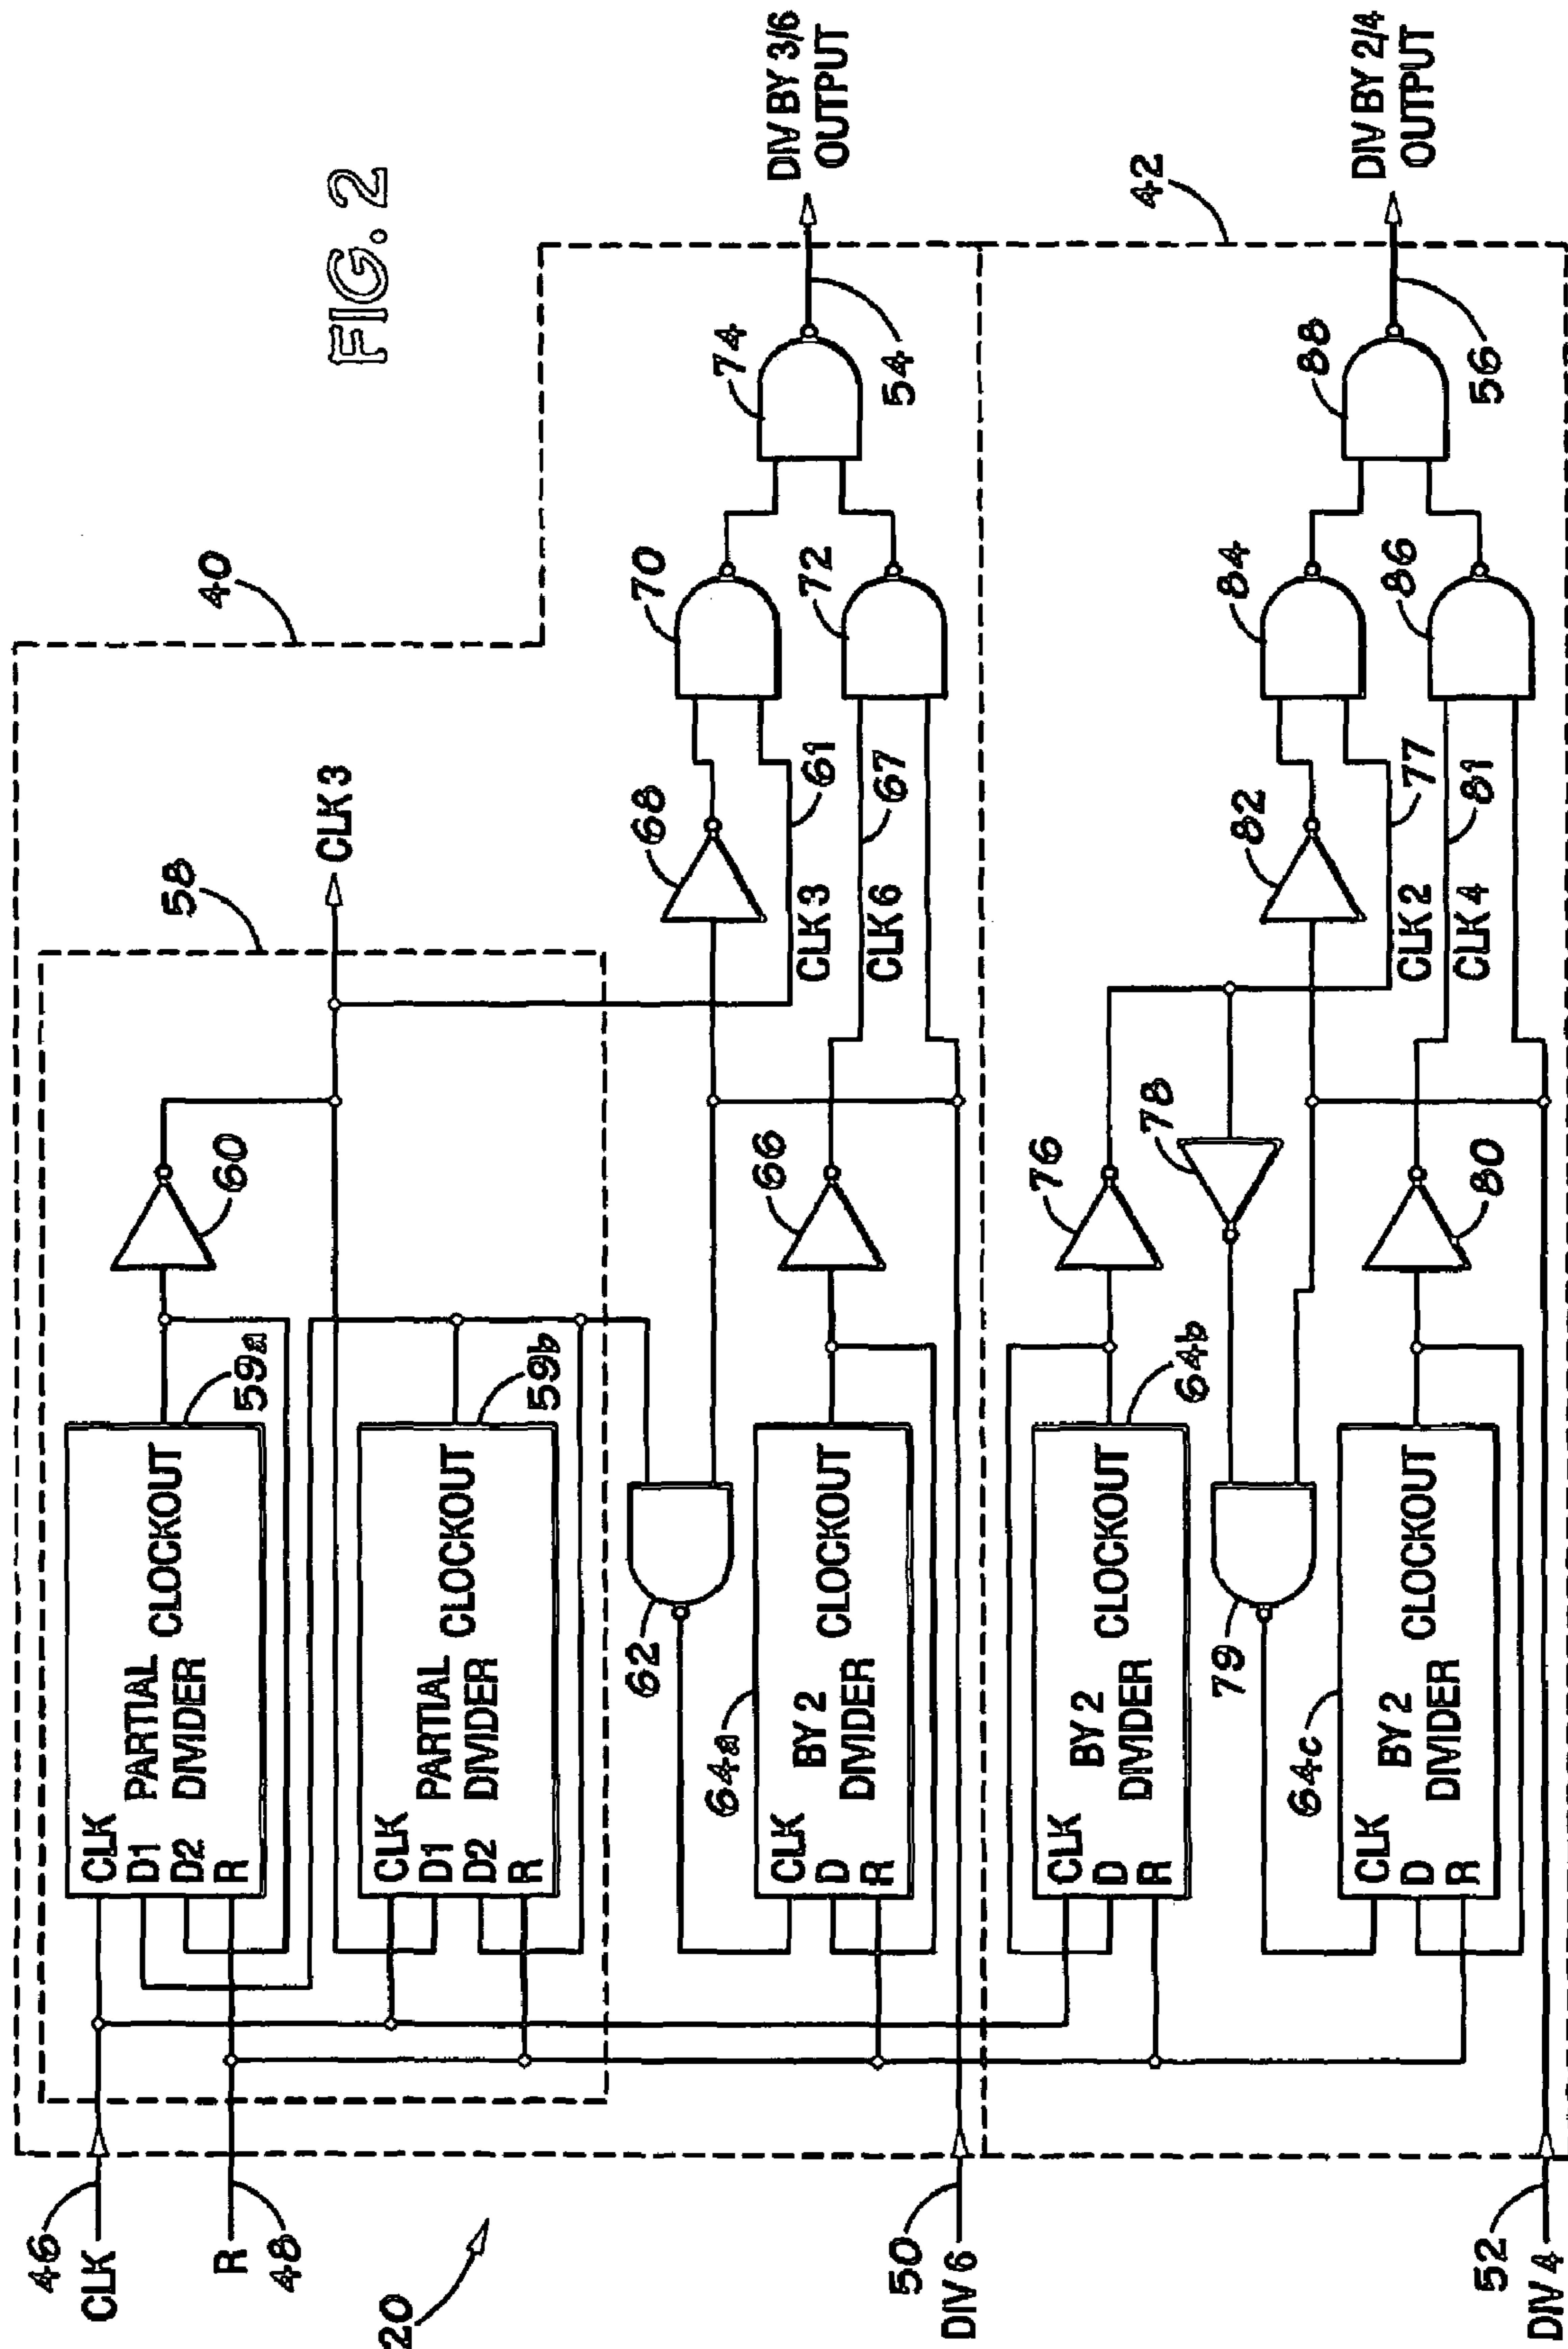 FIG. 2
40
58
46
CLK
CLK
D1
D2
R
PARTIAL
DIVIDER
CLOCKOUT
59a
60
CLK 3
R
48
CLK
D1
D2
R
PARTIAL
DIVIDER
CLOCKOUT
59b
20
62
68
70
74
DIV BY 3/6
OUTPUT
54
61
CLK 3
CLK 6
67
72
64a
CLK
D
R
BY 2
DIVIDER
CLOCKOUT
66
50
DIV 6
42
CLK
D
R
BY 2
DIVIDER
CLOCKOUT
64b
76
78
82
84
88
DIV BY 2/4
OUTPUT
56
77
CLK 2
CLK 4
81
86
79
64c
CLK
D
R
BY 2
DIVIDER
CLOCKOUT
80
52
DIV 4